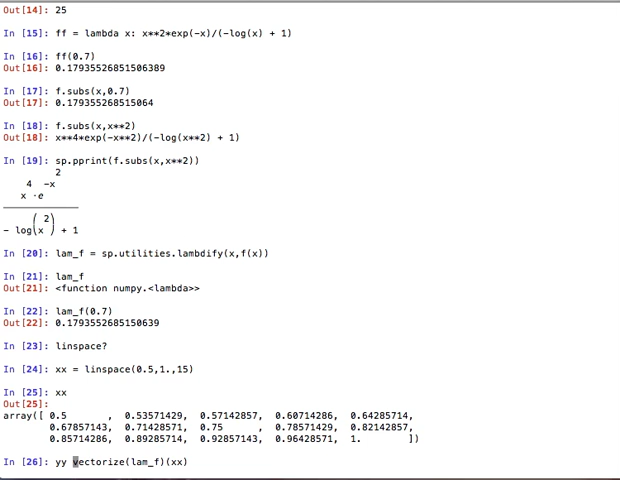 Out[14]: 25
In [15]: ff = lambda x: x**2*exp(-x)/(-log(x) + 1)
In [16]: ff(0.7)
Out[16]: 0.17935526851506389
In [17]: f.subs(x,0.7)
Out[17]: 0.179355268515064
In [18]: f.subs(x,x**2)
Out[18]: x**4*exp(-x**2)/(-log(x**2) + 1)
In [19]: sp.pprint(f.subs(x,x**2))
2
4 -x
x ⋅ℯ
- log(x 2) + 1
In [20]: lam_f = sp.utilities.lambdify(x,f(x))
In [21]: lam_f
Out[21]: <function numpy.<lambda>>
In [22]: lam_f(0.7)
Out[22]: 0.1793552685150639
In [23]: linspace?
In [24]: xx = linspace(0.5,1.,15)
In [25]: xx
Out[25]:
array([ 0.5 , 0.53571429, 0.57142857, 0.60714286, 0.64285714,
0.67857143, 0.71428571, 0.75 , 0.78571429, 0.82142857,
0.85714286, 0.89285714, 0.92857143, 0.96428571, 1. ])
In [26]: yy vectorize(lam_f)(xx)